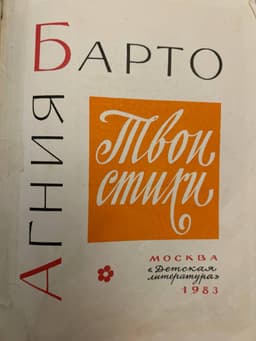 АГНИЯ
БАРТО
Твои
стихи
МОСКВА
«Детская
литература»
1983